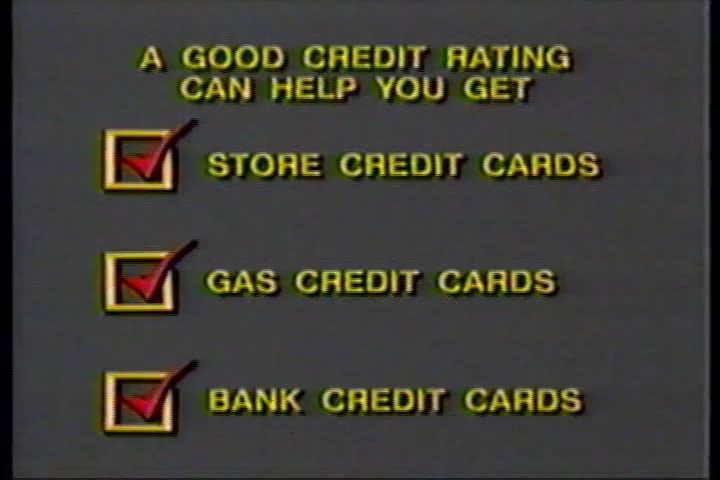 A GOOD CREDIT RATING
CAN HELP YOU GET
STORE CREDIT CARDS
GAS CREDIT CARDS
BANK CREDIT CARDS